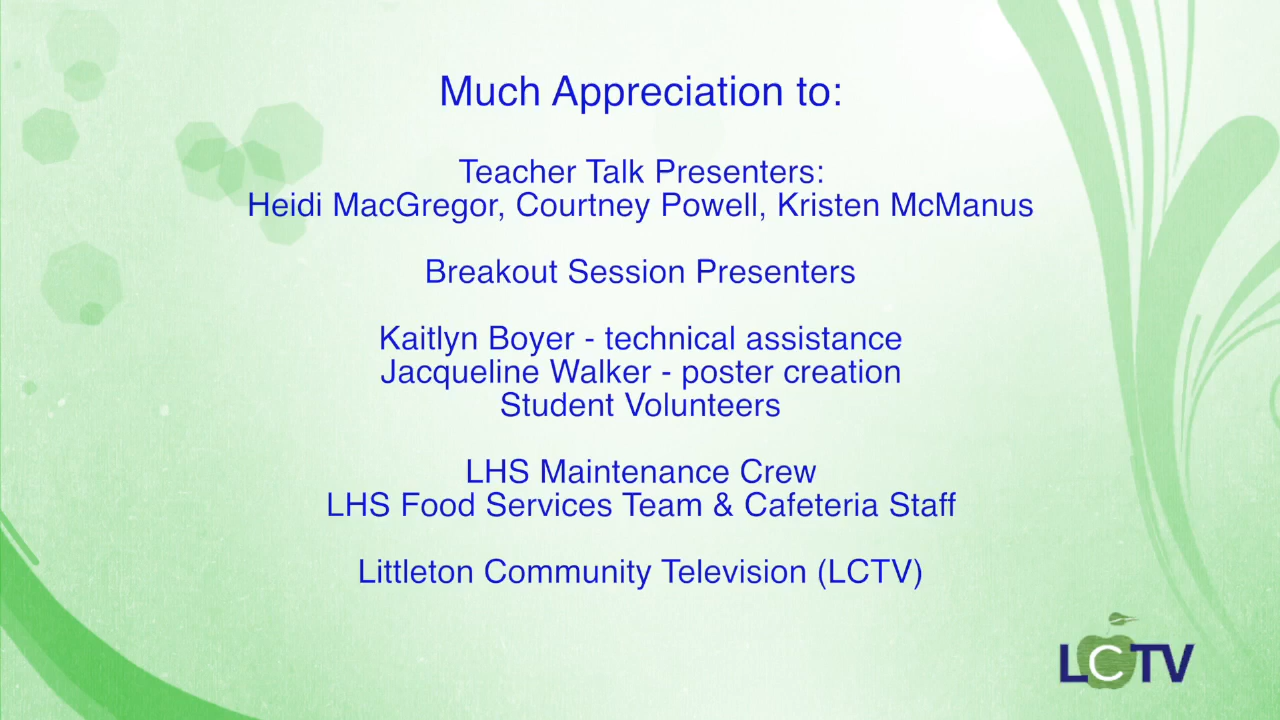 Much Appreciation to:
Teacher Talk Presenters:
Heidi MacGregor, Courtney Powell, Kristen McManus
Breakout Session Presenters
Kaitlyn Boyer - technical assistance
Jacqueline Walker - poster creation
Student Volunteers
LHS Maintenance Crew
LHS Food Services Team & Cafeteria Staff
Littleton Community Television (LCTV)
LCTV